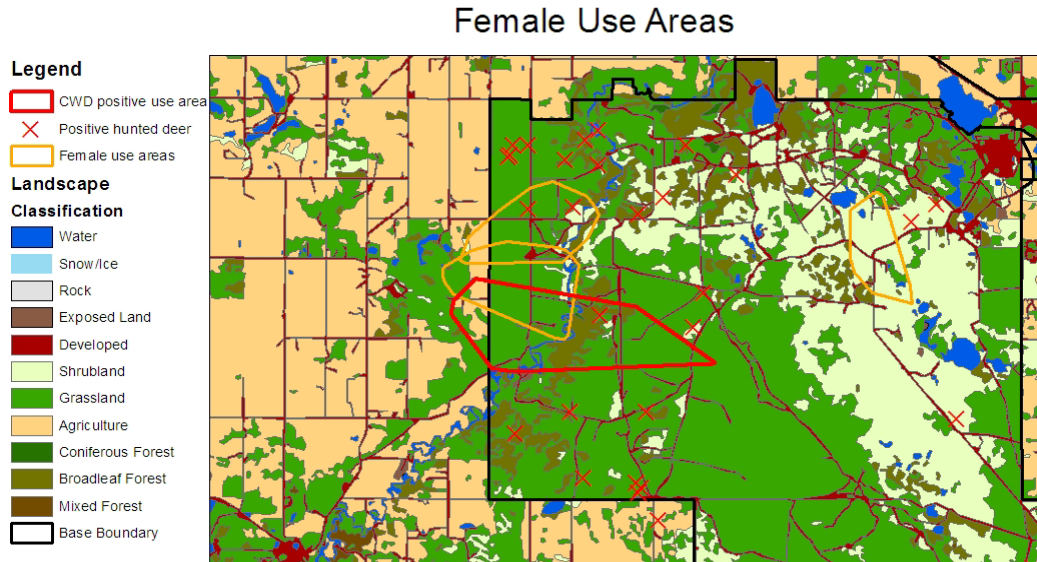 Female Use Areas
Legend
CWD positive use area
Positive hunted deer
Female use areas
Landscape
Classification
Water
Snow/Ice
Rock
Exposed Land
Developed
Shrubland
Grassland
Agriculture
Coniferous Forest
Broadleaf Forest
Mixed Forest
Base Boundary